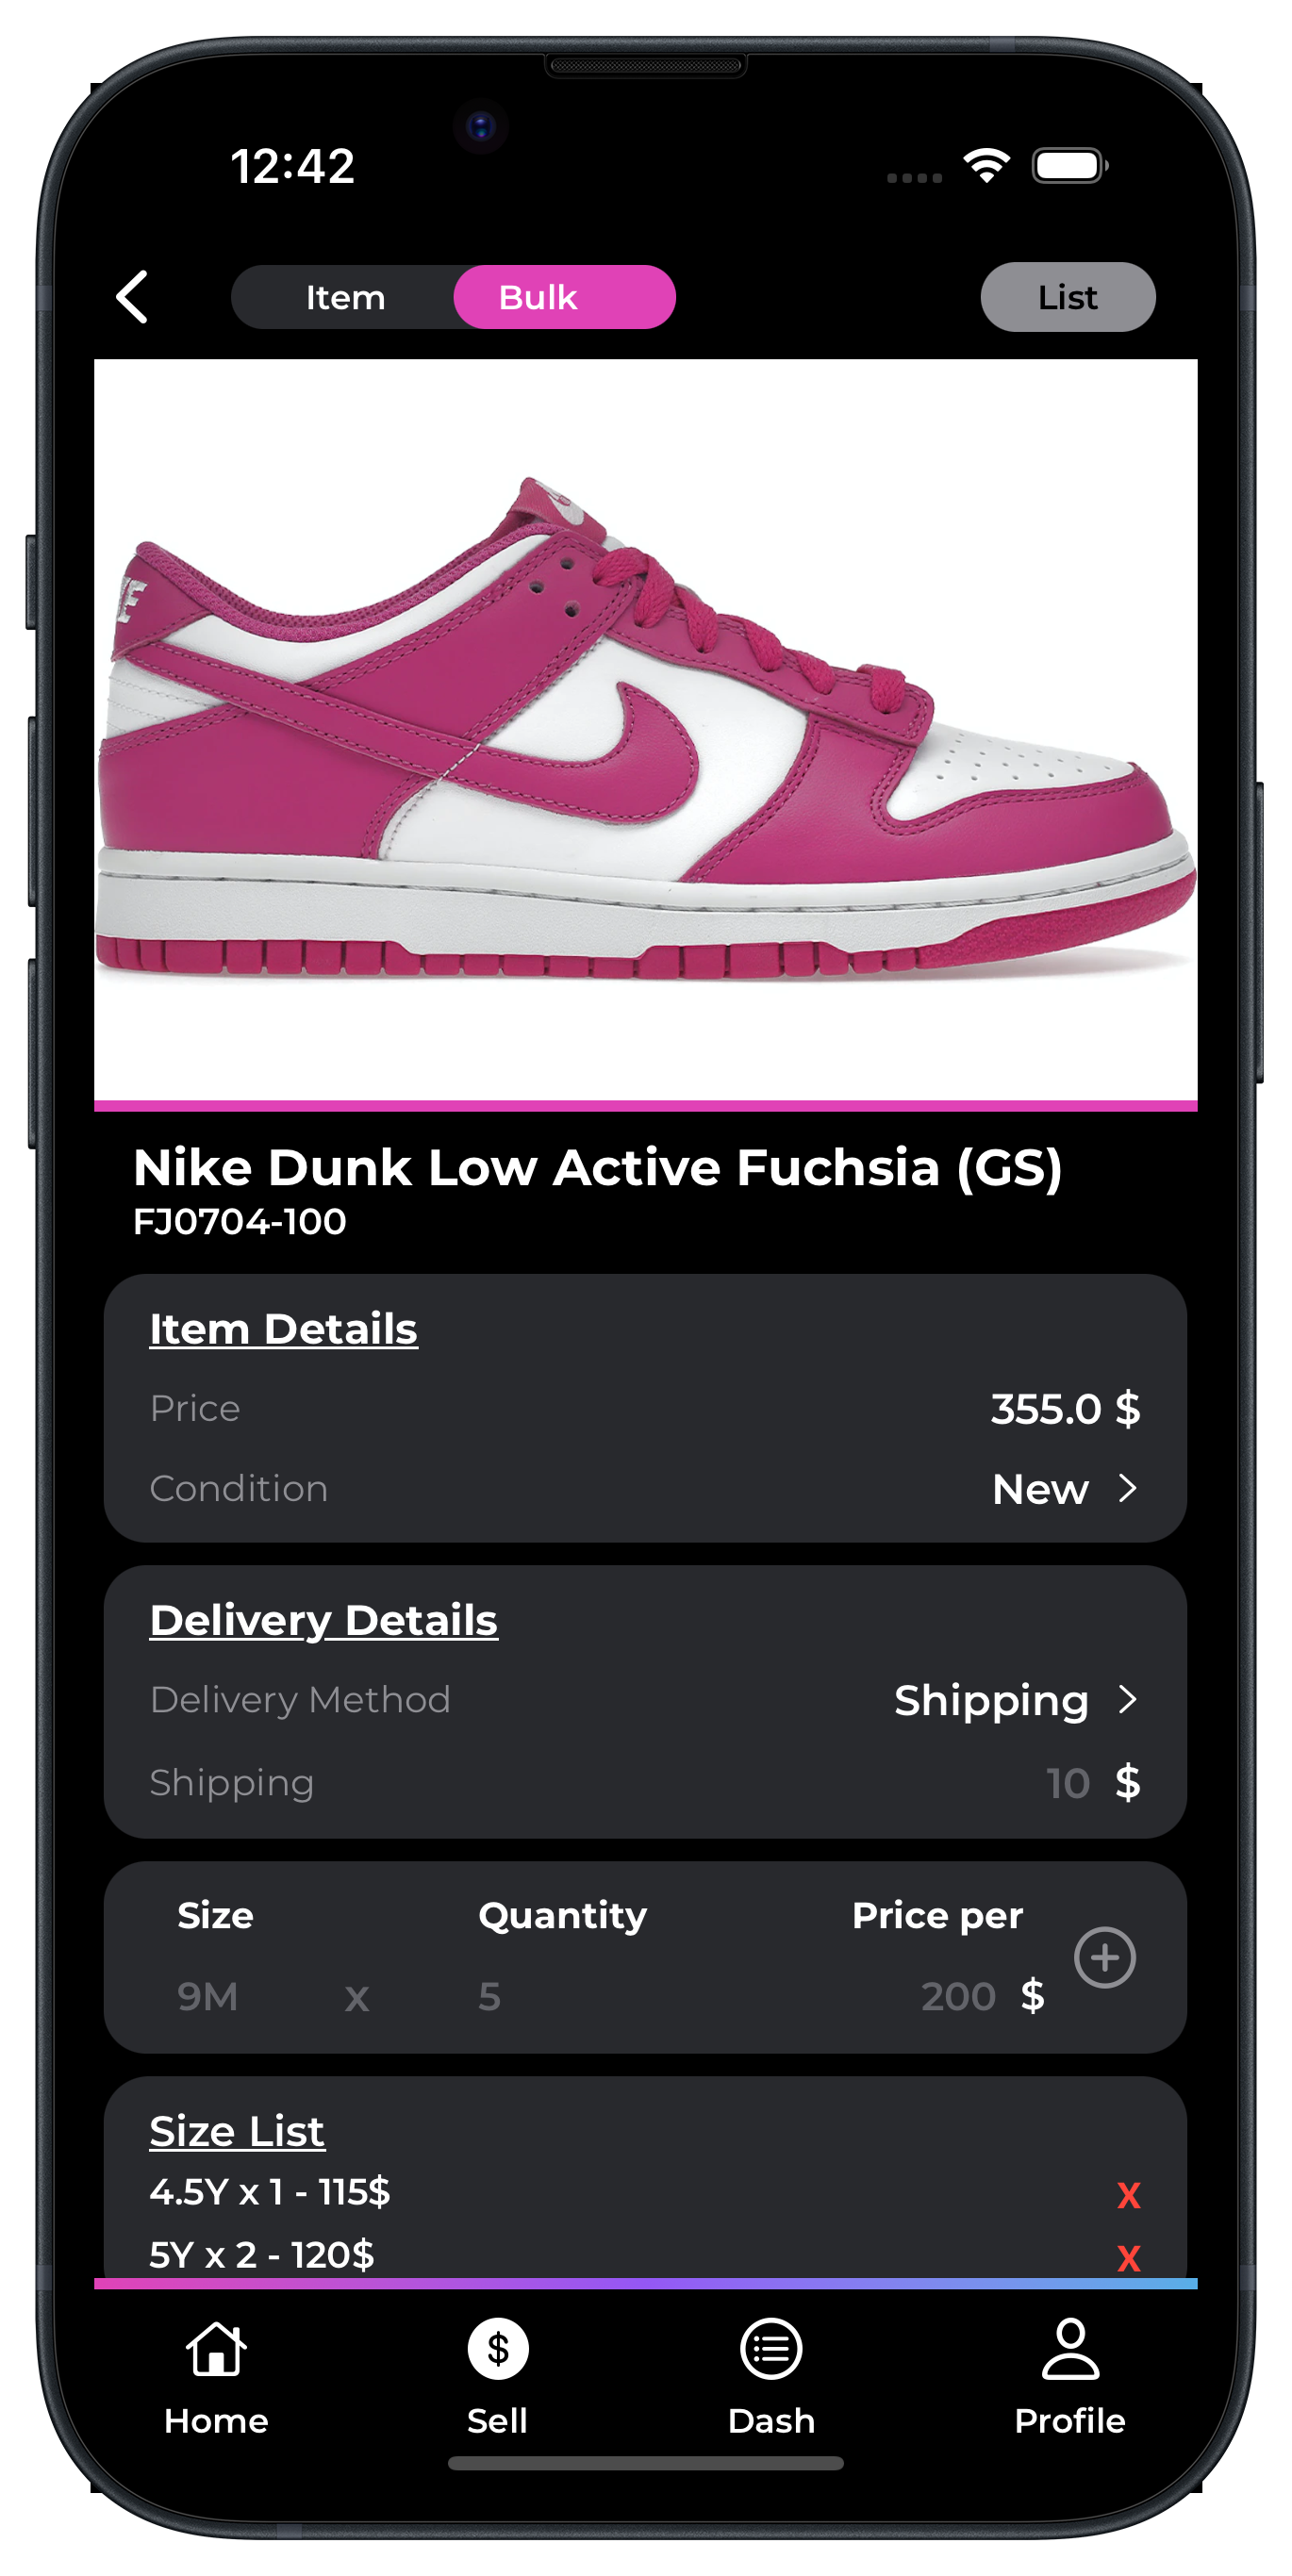 12:42
Item Bulk List
Nike Dunk Low Active Fuchsia (GS)
FJ0704-100
Item Details
Price 355.0 $
Condition New
Delivery Details
Delivery Method Shipping
Shipping 10 $
Size Quantity Price per
9M x 5 200 $
Size List
4.5Y x 1 - 115$ X
5Y x 2 - 120$ X
Home Sell Dash Profile